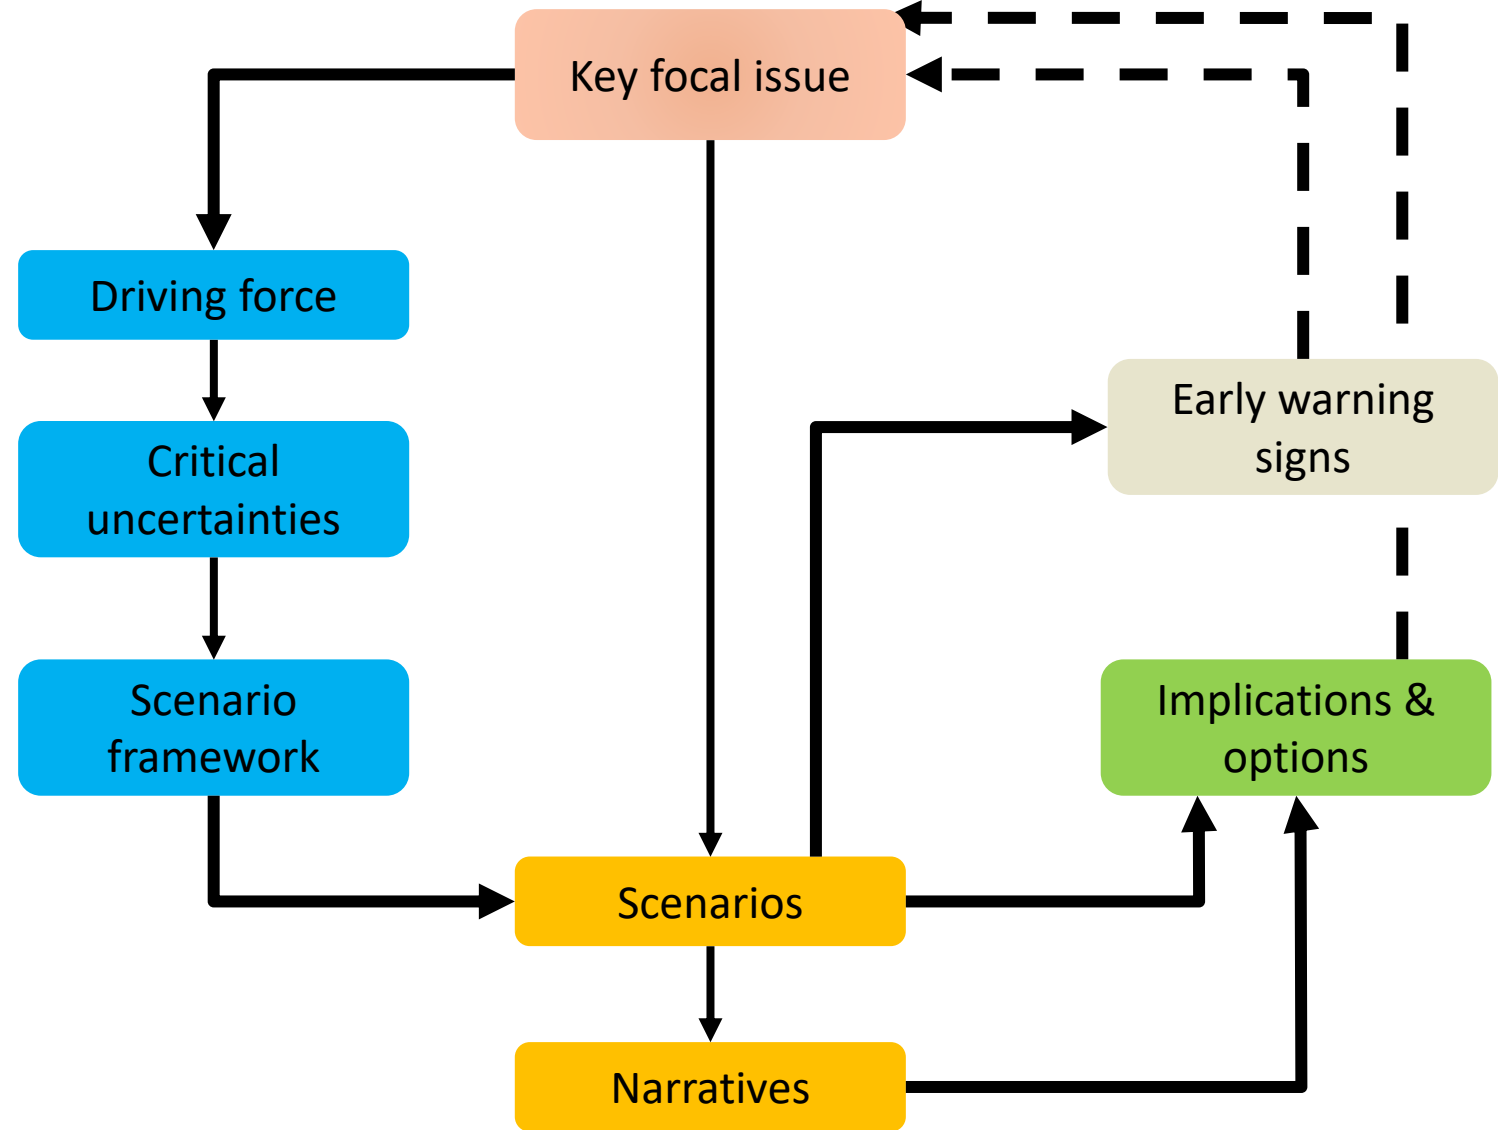 Key focal issue
Driving force
Critical
uncertainties
Scenario
framework
Scenarios
Narratives
Early warning
signs
Implications &
options